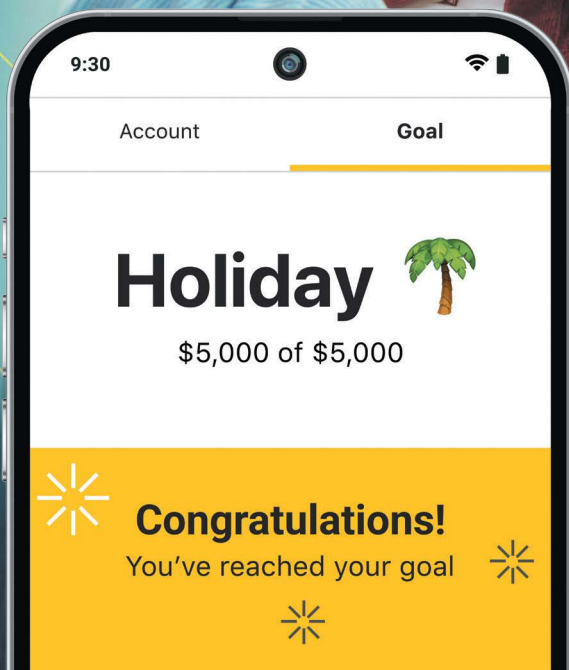 9:30
Account Goal
Holiday 🌴
$5,000 of $5,000
Congratulations!
You've reached your goal